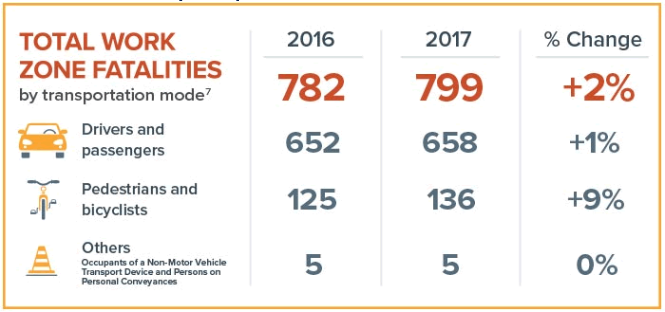 TOTAL WORK 2016 2017 % Change
ZONE FATALITIES 782 799 +2%
by transportation mode⁷
Drivers and
passengers 652 658 +1%
Pedestrians and
bicyclists 125 136 +9%
Others 5 5 0%
Occupants of a Non-Motor Vehicle
Transport Device and Persons on
Personal Conveyances